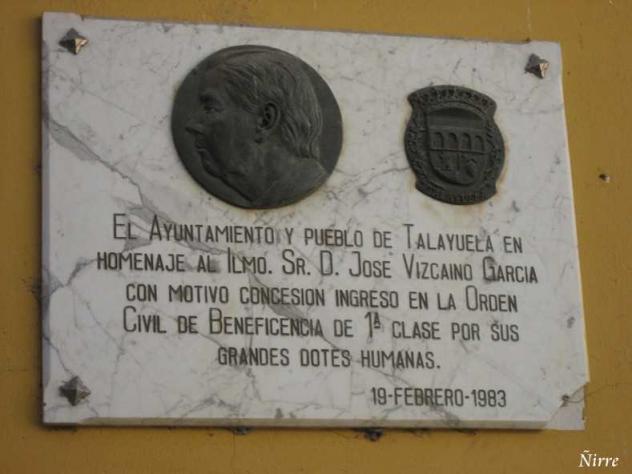 EL AYUNTAMIENTO Y PUEBLO DE TALAYUELA EN
HOMENAJE AL ILMO. SR. D. JOSE VIZCAINO GARCIA
CON MOTIVO CONCESION INGRESO EN LA ORDEN
CIVIL DE BENEFICENCIA DE 1ª CLASE POR SUS
GRANDES DOTES HUMANAS.
19-FEBRERO-1983
Ñirre